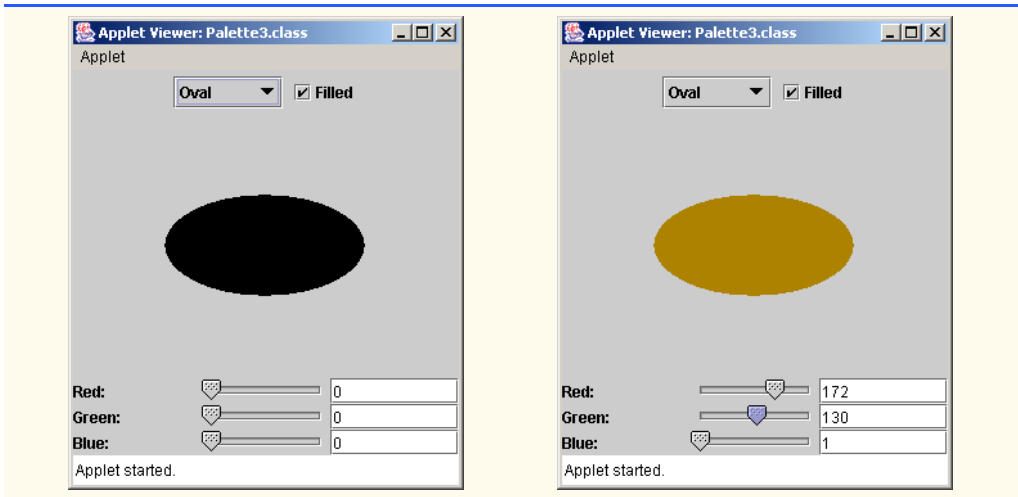 Applet Viewer: Palette3.class
Applet
Oval Filled
Red: 0
Green: 0
Blue: 0
Applet started.
Applet Viewer: Palette3.class
Applet
Oval Filled
Red: 172
Green: 130
Blue: 1
Applet started.